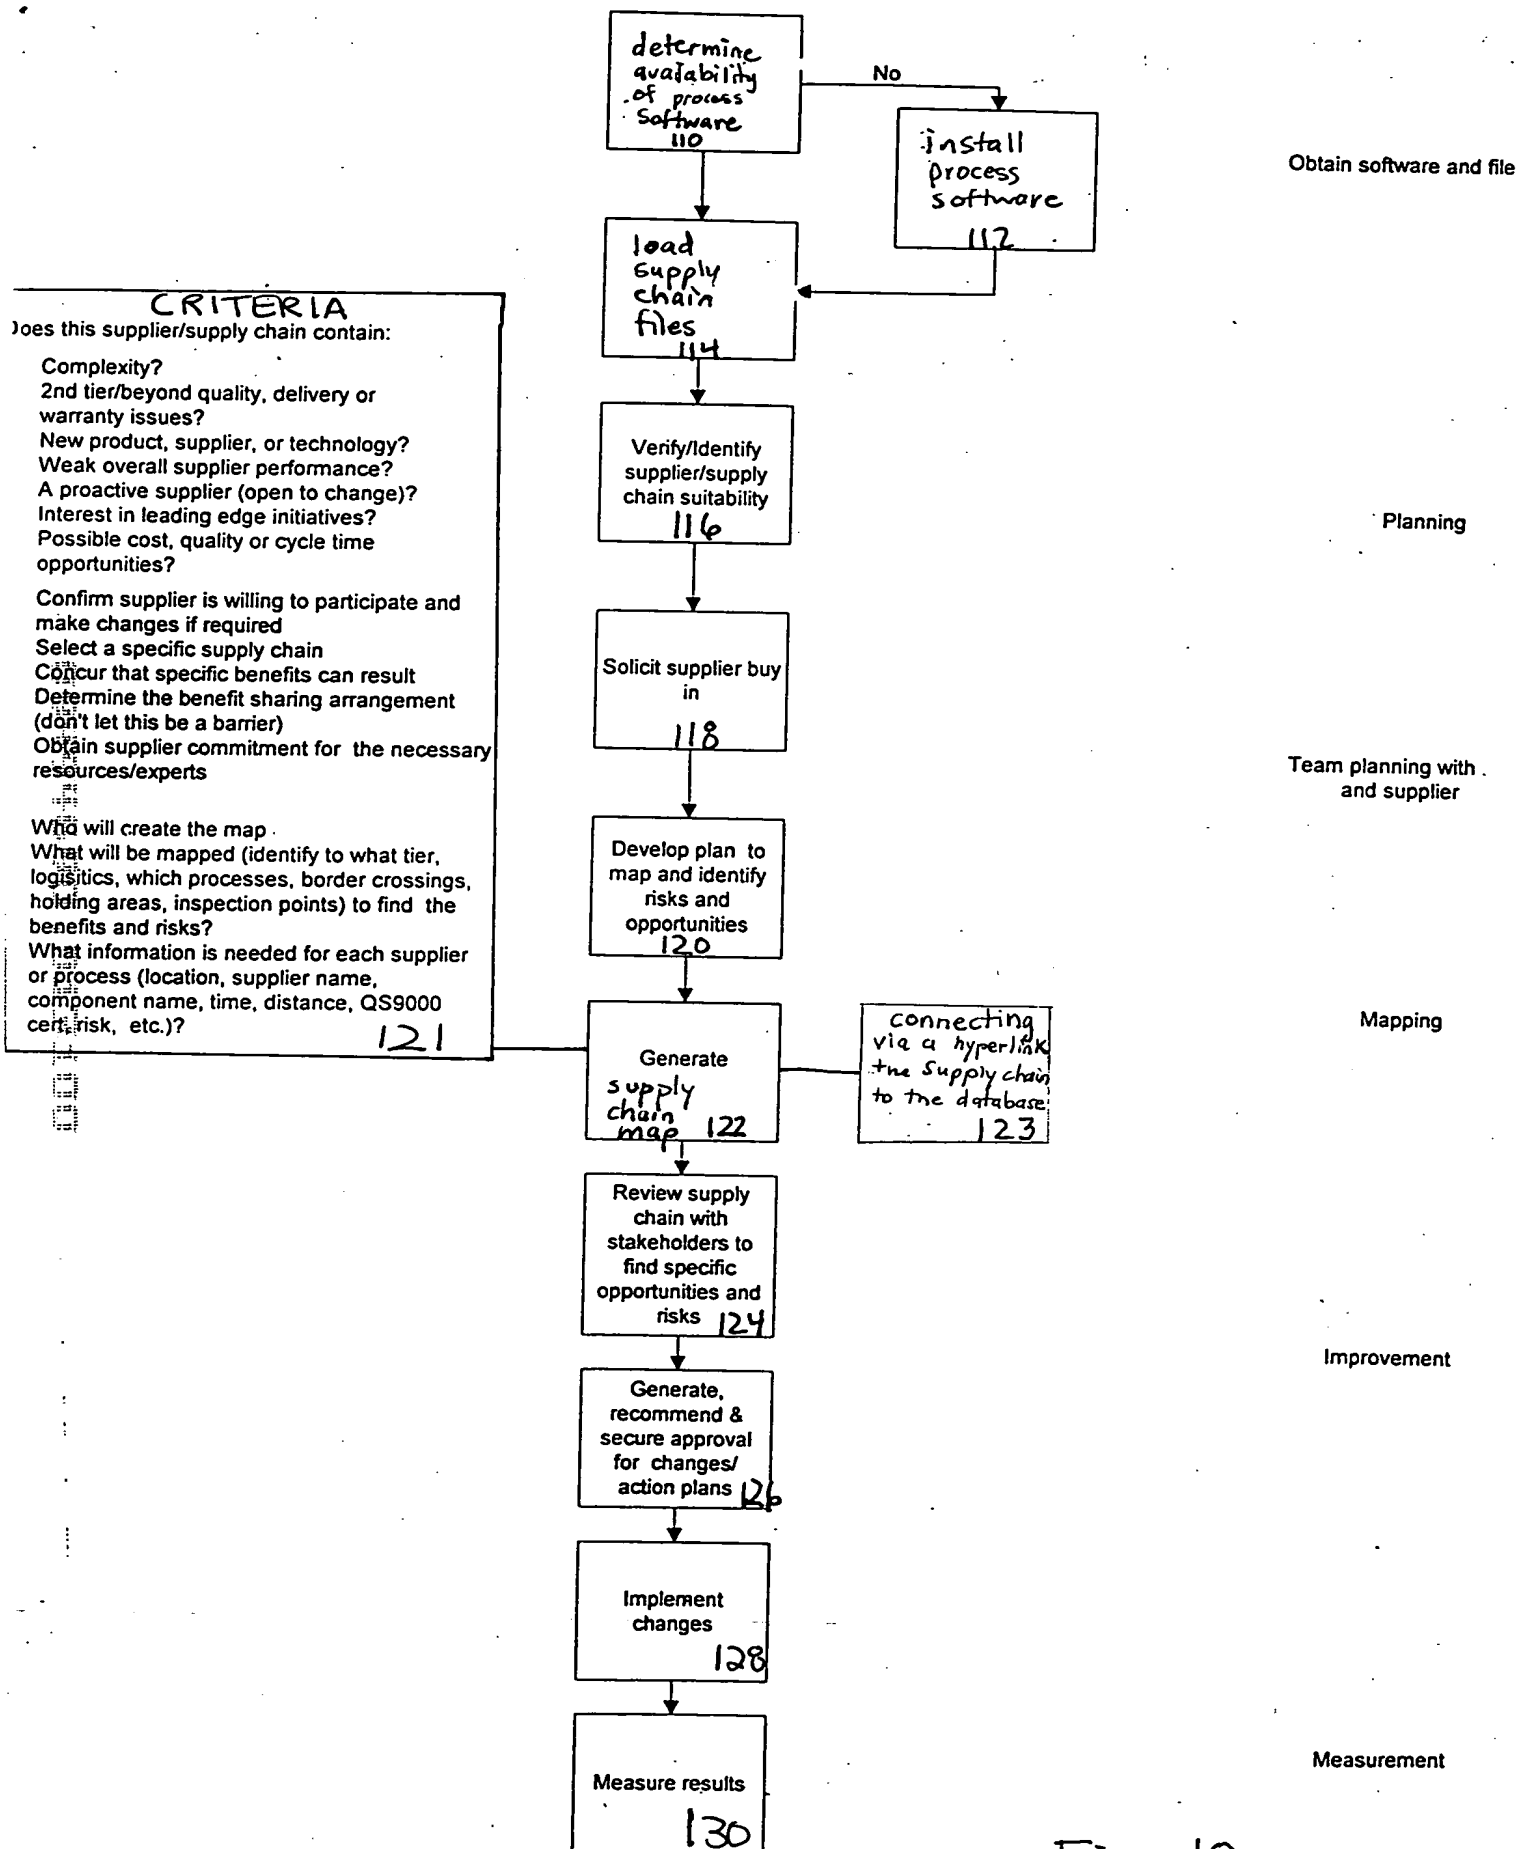 determine
availability
of process
Software
110
No
install
process
software
112
Obtain software and file
load
supply
chain
files
114
CRITERIA
Does this supplier/supply chain contain:
Complexity?
2nd tier/beyond quality, delivery or
warranty issues?
New product, supplier, or technology?
Weak overall supplier performance?
A proactive supplier (open to change)?
Interest in leading edge initiatives?
Possible cost, quality or cycle time
opportunities?
Confirm supplier is willing to participate and
make changes if required
Select a specific supply chain
Concur that specific benefits can result
Determine the benefit sharing arrangement
(don't let this be a barrier)
Obtain supplier commitment for the necessary
resources/experts
Who will create the map
What will be mapped (identify to what tier,
logisitics, which processes, border crossings,
holding areas, inspection points) to find the
benefits and risks?
What information is needed for each supplier
or process (location, supplier name,
component name, time, distance, QS9000
cert, risk, etc.)?
121
Verify/Identify
supplier/supply
chain suitability
116
Planning
Solicit supplier buy
in
118
Team planning with
and supplier
Develop plan to
map and identify
risks and
opportunities
120
Generate
supply
chain
map 122
connecting
via a hyperlink
the Supply chain
to the database
123
Mapping
Review supply
chain with
stakeholders to
find specific
opportunities and
risks 124
Improvement
Generate,
recommend &
secure approval
for changes/
action plans 126
Implement
changes
128
Measure results
130
Measurement